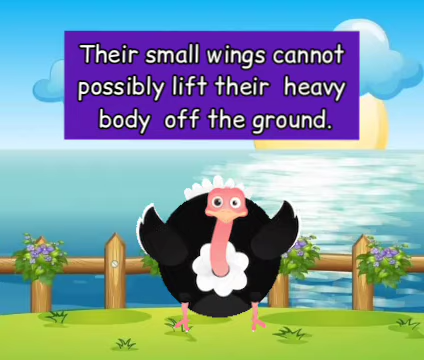 Their small wings cannot
possibly lift their heavy
body off the ground.